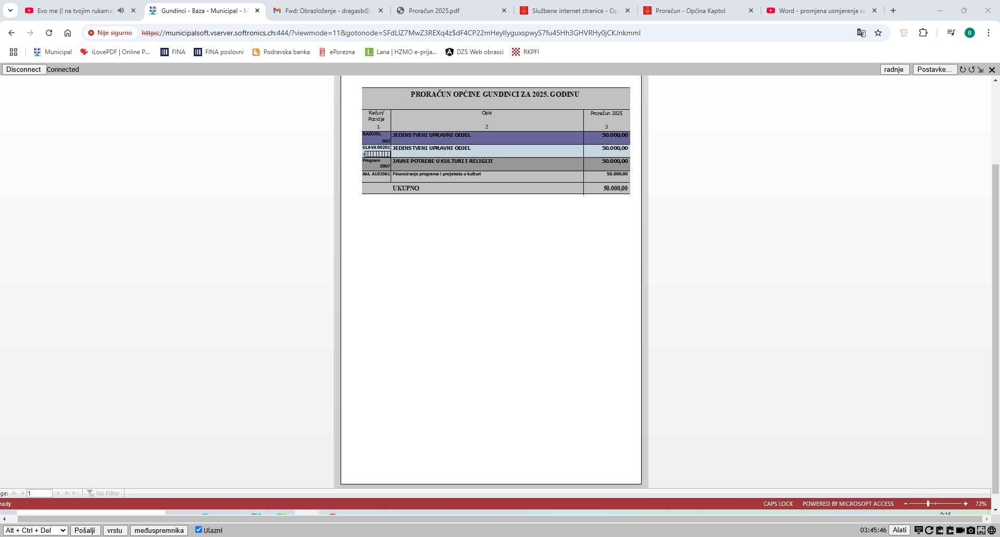 Evo me (I na tvojim rukama)
Gundinci - Baza - Municipal - M
Fwd: Obrazloženje - dragasb@
Proračun 2025.pdf
Službene internet stranice - Op
Proračun - Općina Kaptol
Word - promjena usmjerenja sa
Nije sigurno
https://municipalsoft.vserver.softronics.ch:444/?viewmode=11&gotonode=SFdLlZ7MwZ3REXq4z$dF4CP22mHeyllyguxspwyS7fu45Hh3GHVRHy0jCKJnkmml
B
Municipal
iLovePDF | Online P...
FINA
FINA poslovni
Podravska banka
ePorezna
Lana | HZMO e-prija...
DZS Web obrasci
RKPFI
Disconnect Connected
radnje
Postavke...
PRORAČUN OPĆINE GUNDINCI ZA 2025. GODINU
Račun/
Pozicija
Opis
Proračun 2025
1
2
3
RAZDJEL
002
JEDINSTVENI UPRAVNI ODJEL
50.000,00
GLAVA 00201
JEDINSTVENI UPRAVNI ODJEL
50.000,00
Program
2007
JAVNE POTREBE U KULTURI I RELIGIJI
50.000,00
Akt. A102061
Financiranje programa i projekata u kulturi
50.000,00
UKUPNO
50.000,00
ge:
1
No Filter
eady
CAPS LOCK
POWERED BY MICROSOFT ACCESS
72%
Alt + Ctrl + Del
Pošalji
vrstu
međuspremnika
Ulazni
03:45:46
Alati